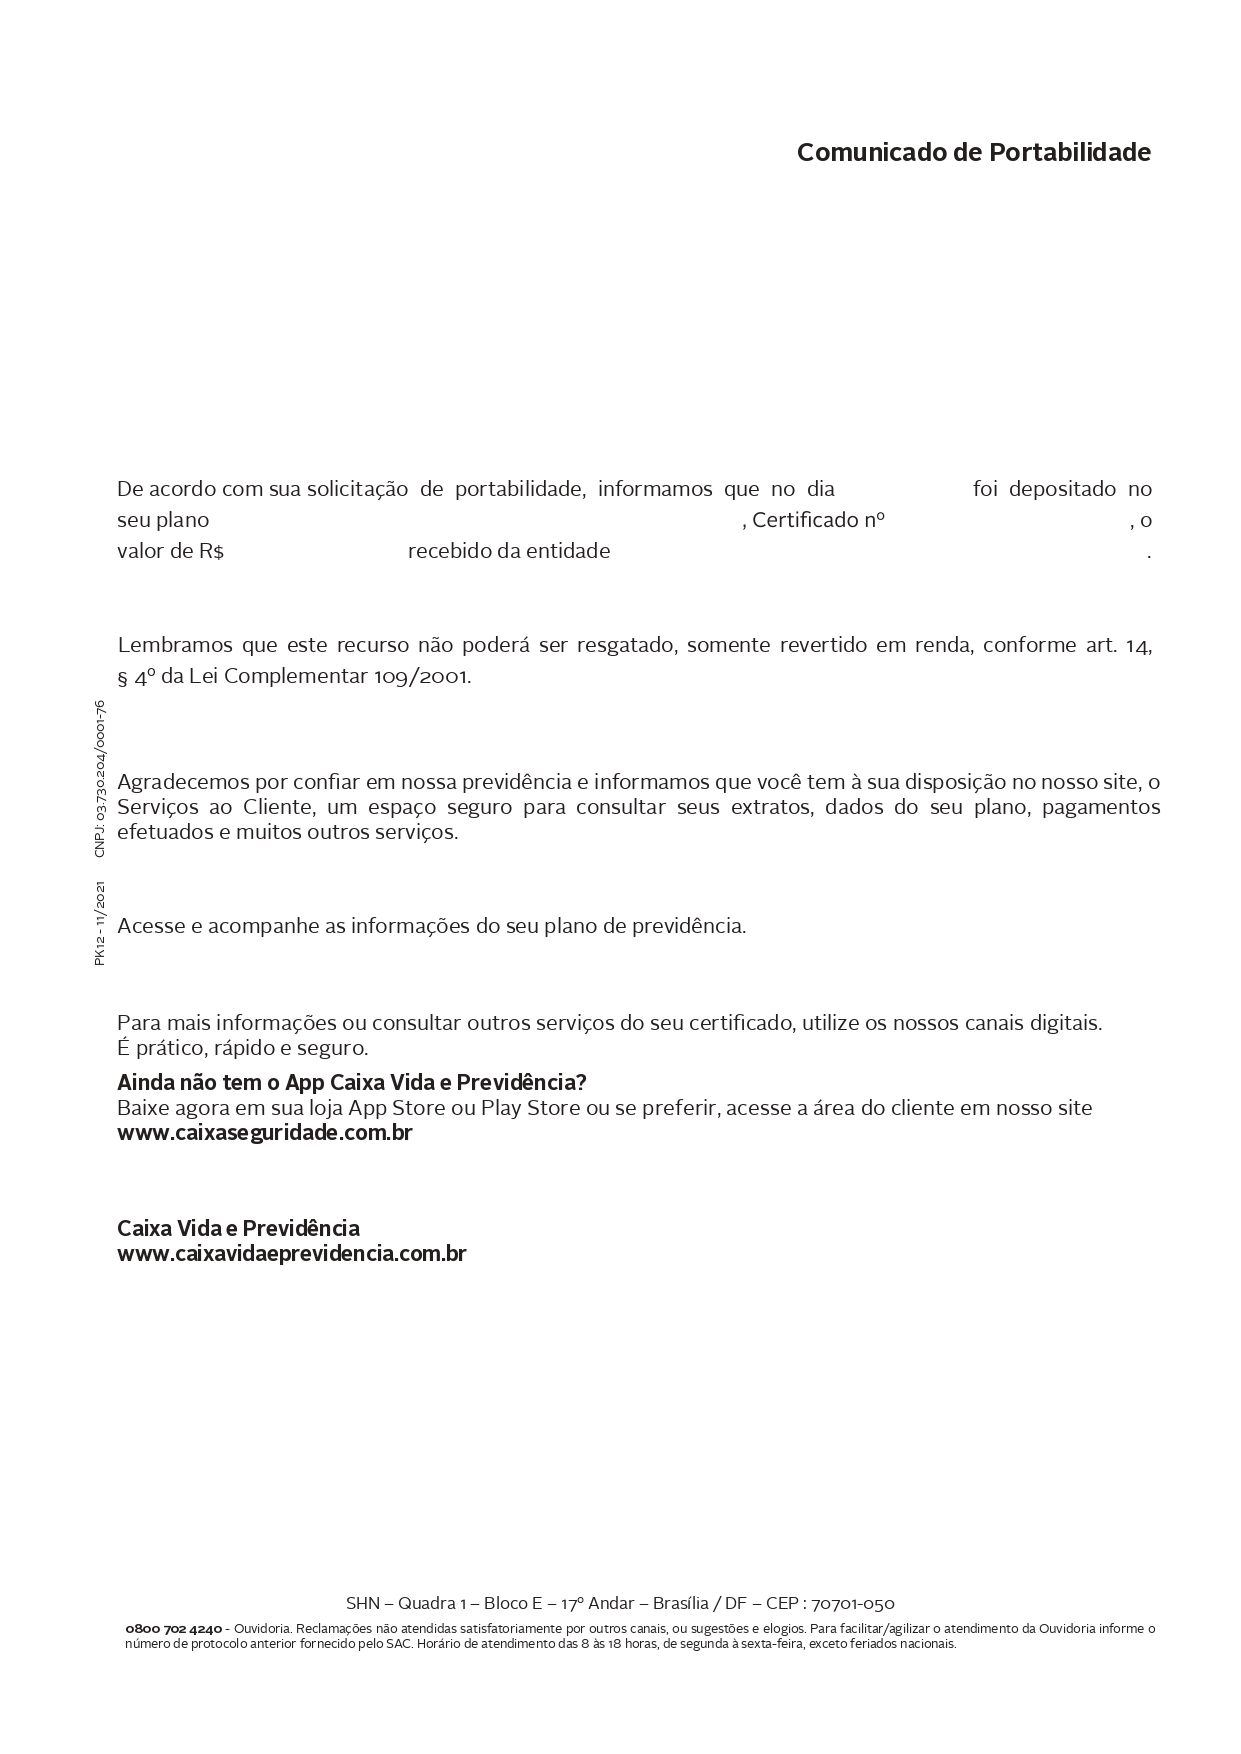 Comunicado de Portabilidade
De acordo com sua solicitação de portabilidade, informamos que no dia foi depositado no
seu plano , Certificado nº , o
valor de R$ recebido da entidade .
Lembramos que este recurso não poderá ser resgatado, somente revertido em renda, conforme art. 14,
§ 4º da Lei Complementar 109/2001.
Agradecemos por confiar em nossa previdência e informamos que você tem à sua disposição no nosso site, o
Serviços ao Cliente, um espaço seguro para consultar seus extratos, dados do seu plano, pagamentos
efetuados e muitos outros serviços.
Acesse e acompanhe as informações do seu plano de previdência.
Para mais informações ou consultar outros serviços do seu certificado, utilize os nossos canais digitais.
É prático, rápido e seguro.
Ainda não tem o App Caixa Vida e Previdência?
Baixe agora em sua loja App Store ou Play Store ou se preferir, acesse a área do cliente em nosso site
www.caixaseguridade.com.br
Caixa Vida e Previdência
www.caixavidaeprevidencia.com.br
PK12 - 11/2021 CNPJ: 03.730.204/0001-76
SHN – Quadra 1 – Bloco E – 17º Andar – Brasília / DF – CEP : 70701-050
0800 702 4240 - Ouvidoria. Reclamações não atendidas satisfatoriamente por outros canais, ou sugestões e elogios. Para facilitar/agilizar o atendimento da Ouvidoria informe o
número de protocolo anterior fornecido pelo SAC. Horário de atendimento das 8 às 18 horas, de segunda à sexta-feira, exceto feriados nacionais.